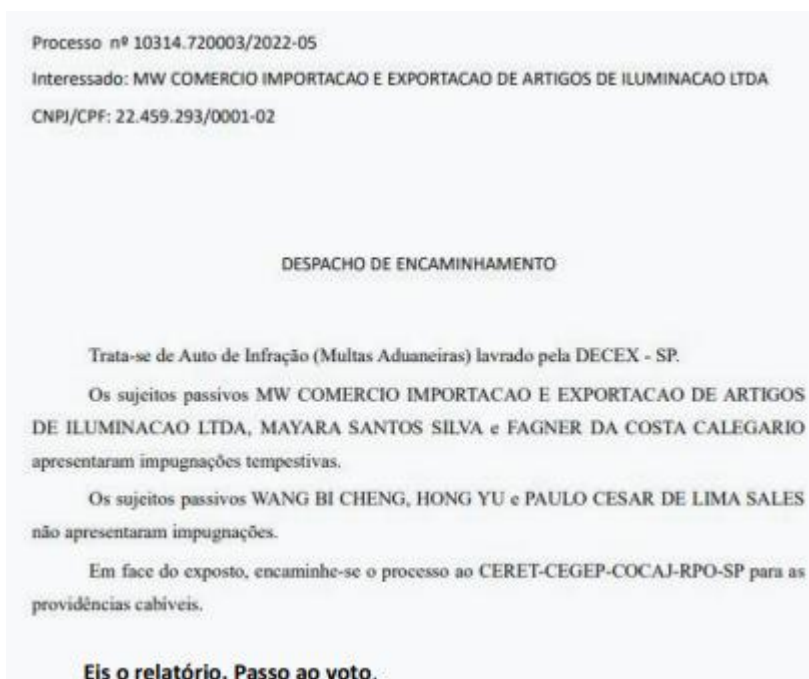 Processo nº 10314.720003/2022-05
Interessado: MW COMERCIO IMPORTACAO E EXPORTACAO DE ARTIGOS DE ILUMINACAO LTDA
CNPJ/CPF: 22.459.293/0001-02
DESPACHO DE ENCAMINHAMENTO
Trata-se de Auto de Infração (Multas Aduaneiras) lavrado pela DECEX - SP.
Os sujeitos passivos MW COMERCIO IMPORTACAO E EXPORTACAO DE ARTIGOS
DE ILUMINACAO LTDA, MAYARA SANTOS SILVA e FAGNER DA COSTA CALEGARIO
apresentaram impugnações tempestivas.
Os sujeitos passivos WANG BI CHENG, HONG YU e PAULO CESAR DE LIMA SALES
não apresentaram impugnações.
Em face do exposto, encaminhe-se o processo ao CERET-CEGEP-COCAJ-RPO-SP para as
providências cabíveis.
Eis o relatório. Passo ao voto.